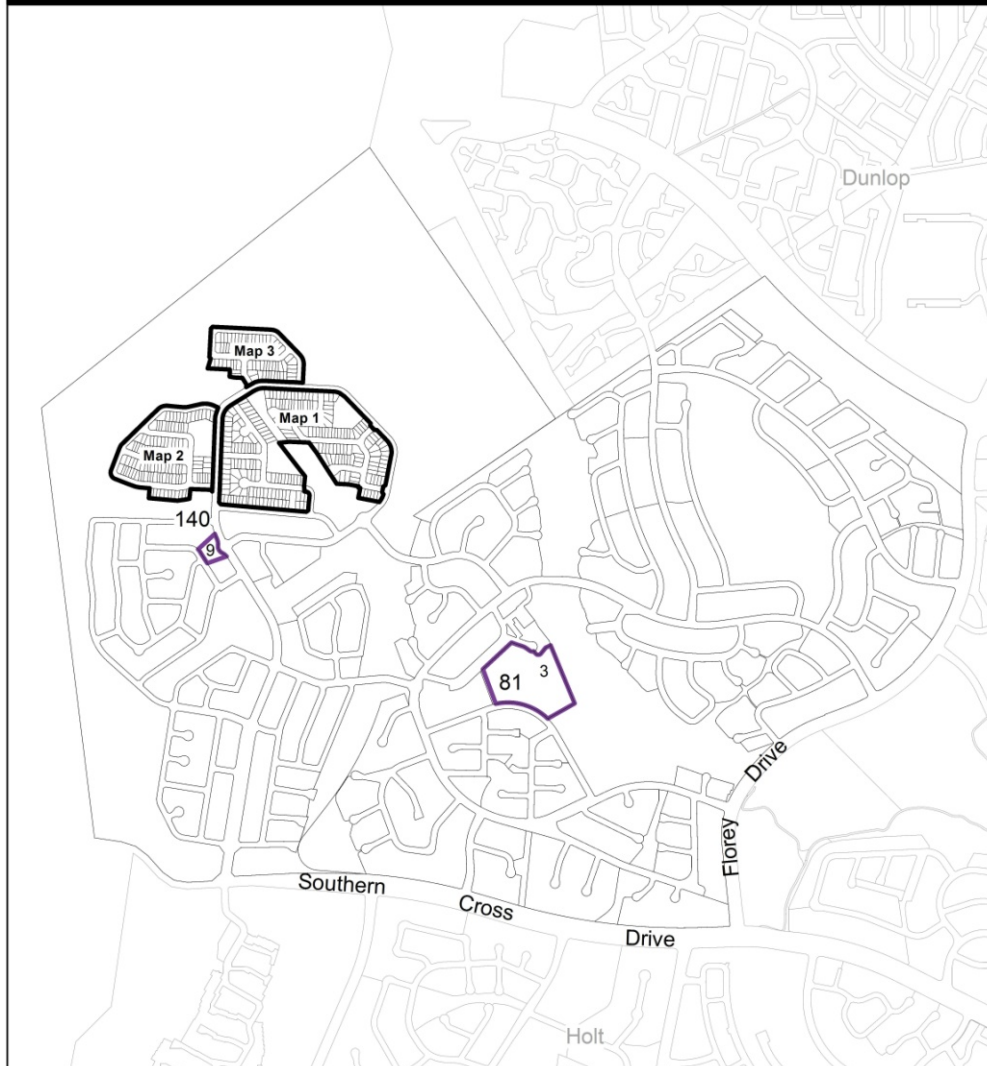 Dunlop
Map 3
Map 1
Map 2
140
9
3
81
Drive
Florey
Southern
Cross
Drive
Holt